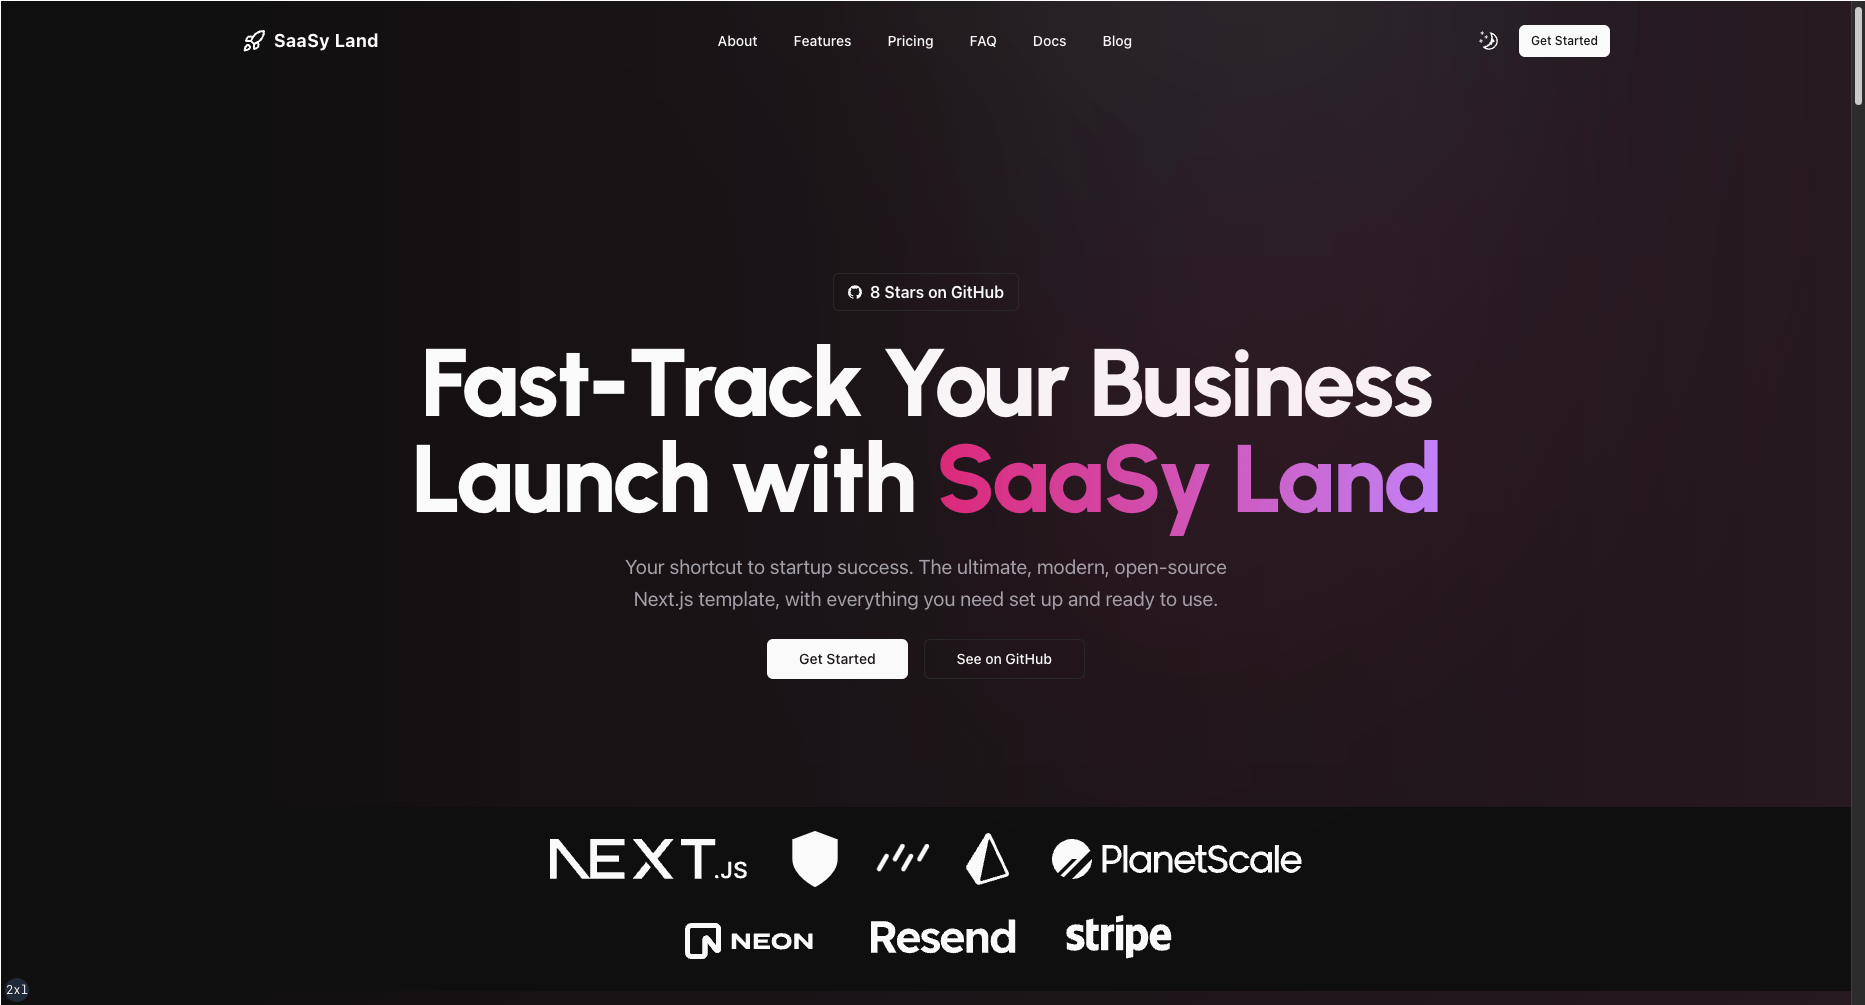 SaaSy Land
About Features Pricing FAQ Docs Blog
Get Started
8 Stars on GitHub
Fast-Track Your Business
Launch with SaaSy Land
Your shortcut to startup success. The ultimate, modern, open-source
Next.js template, with everything you need set up and ready to use.
Get Started See on GitHub
NEXT.JS PlanetScale
NEON Resend stripe
2xl